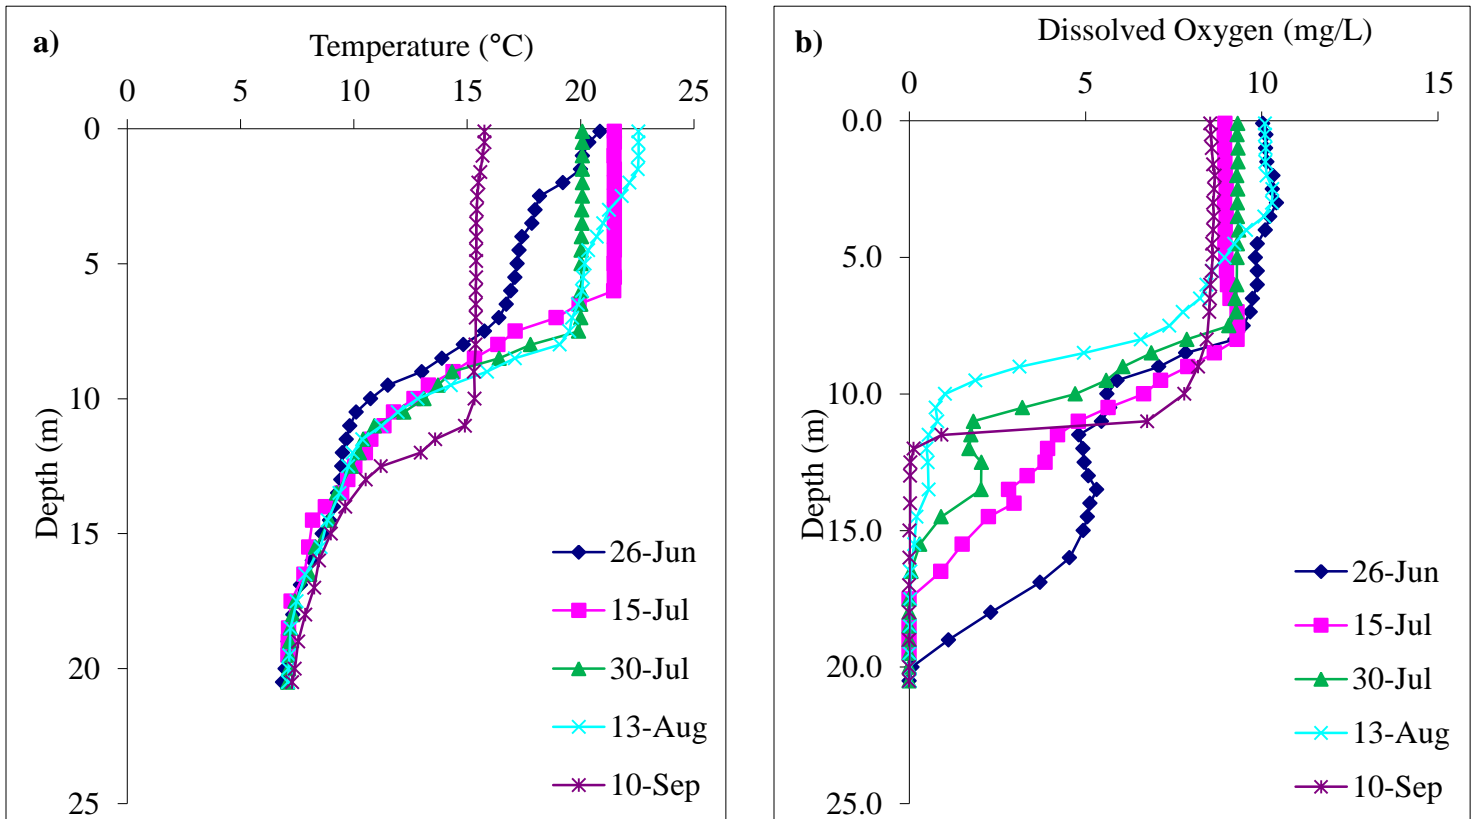 a)
Temperature (°C)
0 5 10 15 20 25
0
5
10
15
20
25
Depth (m)
26-Jun
15-Jul
30-Jul
13-Aug
10-Sep
b)
Dissolved Oxygen (mg/L)
0 5 10 15
0.0
5.0
10.0
15.0
20.0
25.0
Depth (m)
26-Jun
15-Jul
30-Jul
13-Aug
10-Sep